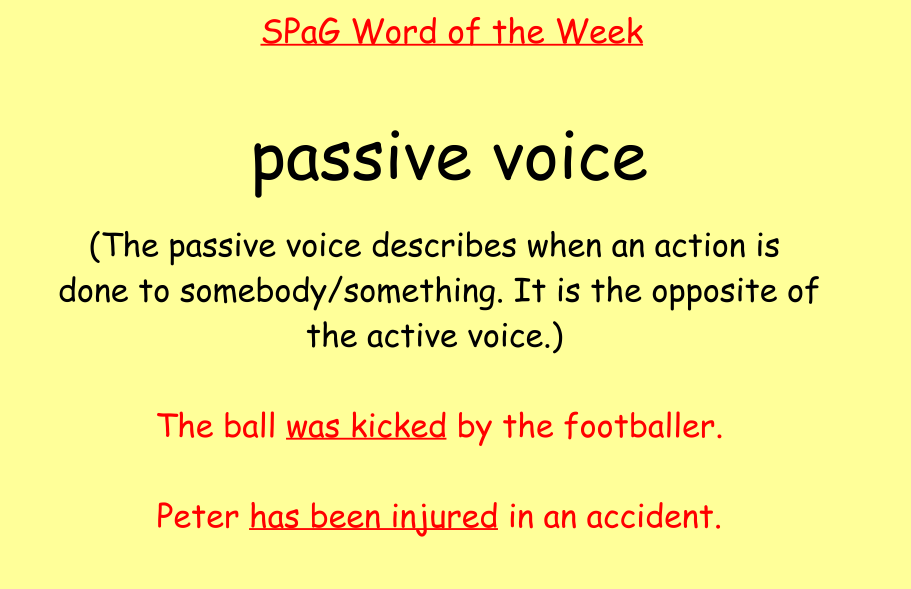 SPaG Word of the Week
passive voice
(The passive voice describes when an action is
done to somebody/something. It is the opposite of
the active voice.)
The ball was kicked by the footballer.
Peter has been injured in an accident.